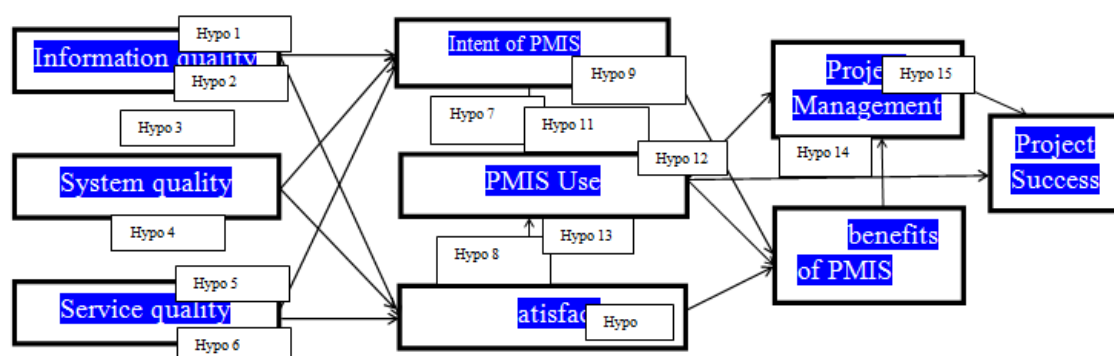 Hypo 1
Information quality
Hypo 2
Hypo 3
System quality
Hypo 4
Hypo 5
Service quality
Hypo 6
Intent of PMIS
Hypo 9
Hypo 7
Hypo 11
PMIS Use
Hypo 12
Hypo 13
Hypo 8
atisfac
Hypo
Hypo 15
Management
Hypo 14
benefits
of PMIS
Project
Success